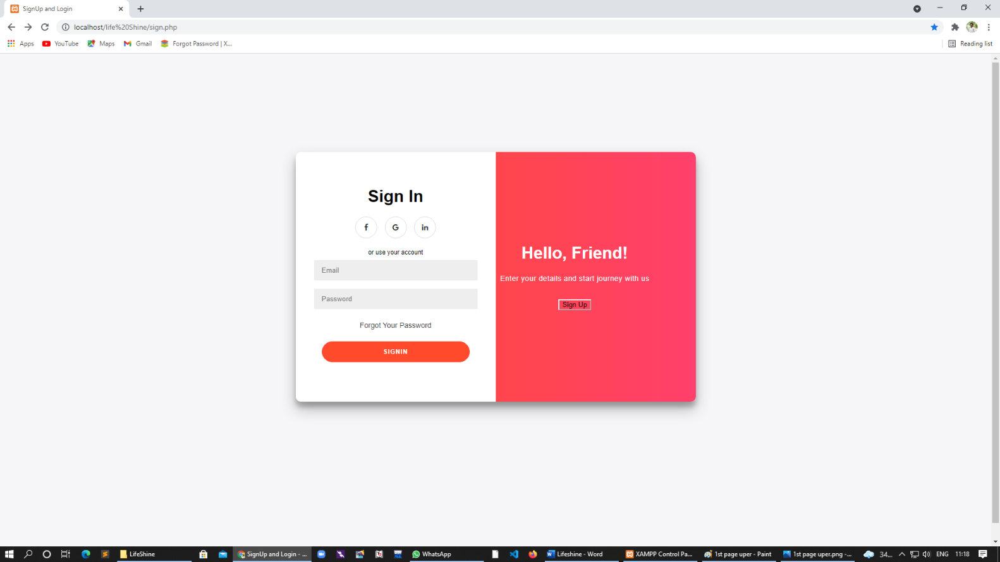 SignUp and Login
localhost/life%20Shine/sign.php
Apps YouTube Maps Gmail Forgot Password | X... Reading list
Sign In
f G in
or use your account
Email
Password
Forgot Your Password
SIGNIN
Hello, Friend!
Enter your details and start journey with us
Sign Up
LifeShine SignUp and Login - ... WhatsApp Lifeshine - Word XAMPP Control Pa... 1st page uper - Paint 1st page uper.png -... 34... ENG 11:18